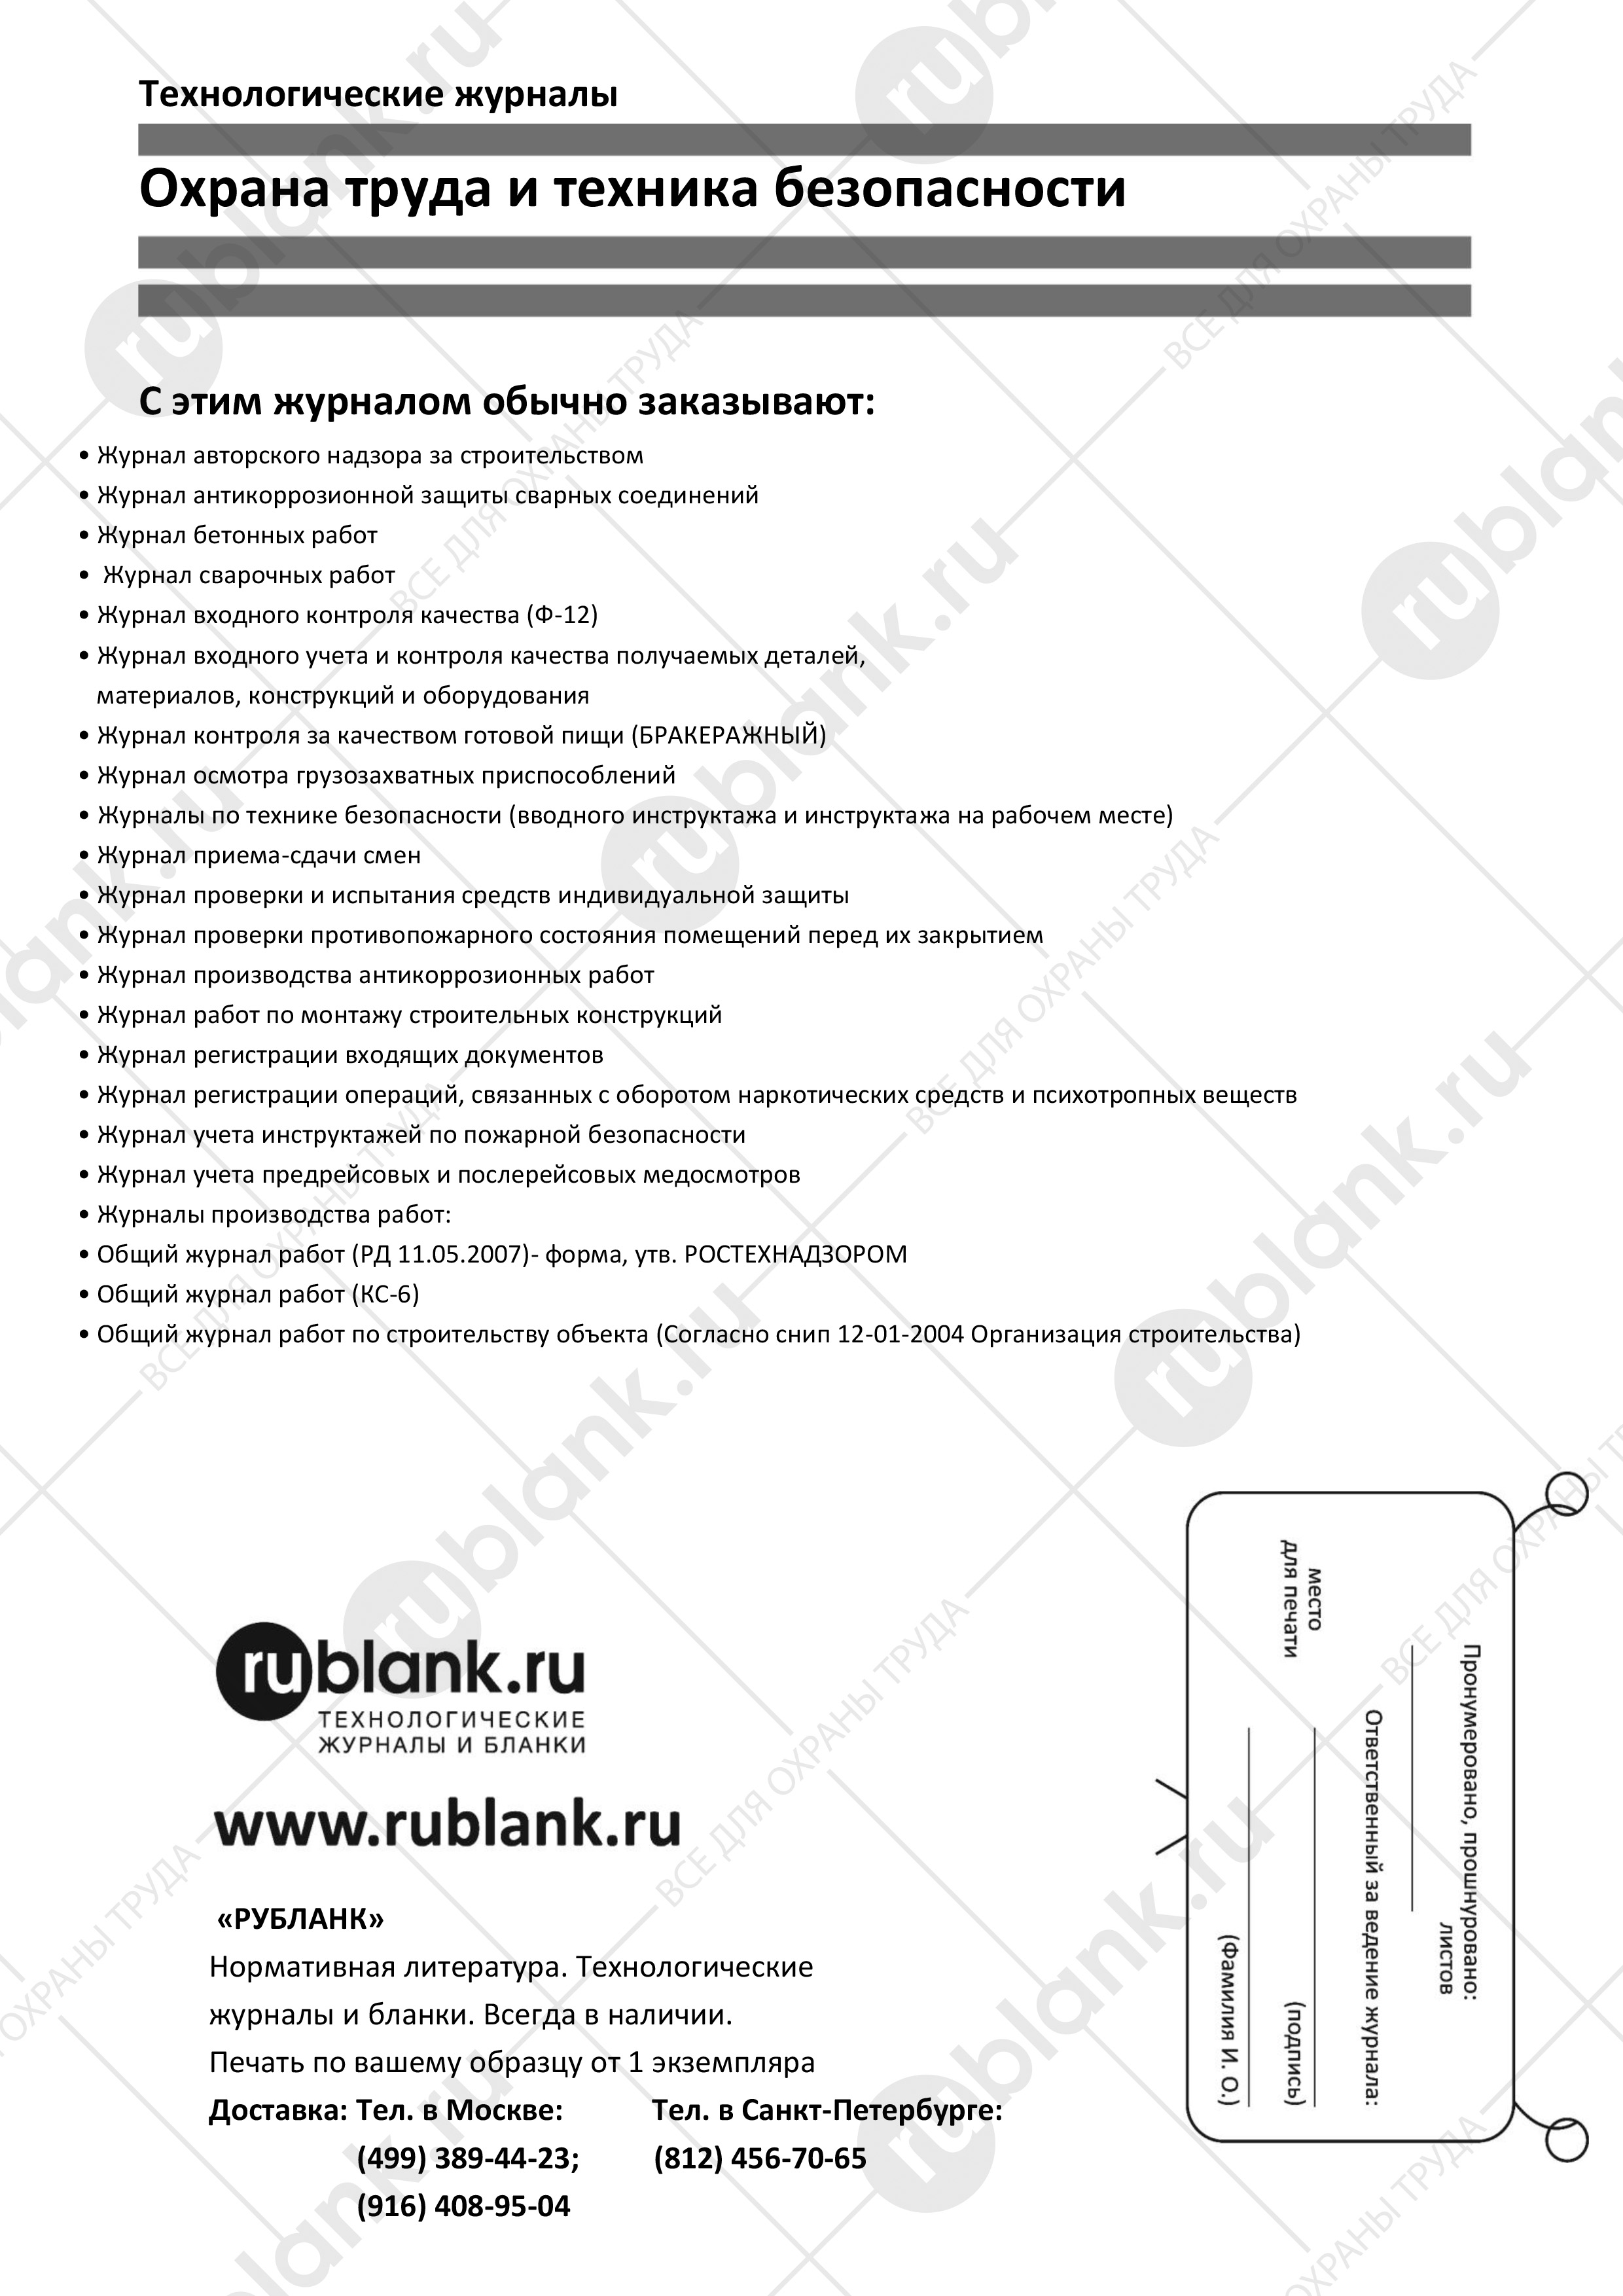 Технологические журналы
Охрана труда и техника безопасности
С этим журналом обычно заказывают:
• Журнал авторского надзора за строительством
• Журнал антикоррозионной защиты сварных соединений
• Журнал бетонных работ
• Журнал сварочных работ
• Журнал входного контроля качества (Ф-12)
• Журнал входного учета и контроля качества получаемых деталей,
материалов, конструкций и оборудования
• Журнал контроля за качеством готовой пищи (БРАКЕРАЖНЫЙ)
• Журнал осмотра грузозахватных приспособлений
• Журналы по технике безопасности (вводного инструктажа и инструктажа на рабочем месте)
• Журнал приема-сдачи смен
• Журнал проверки и испытания средств индивидуальной защиты
• Журнал проверки противопожарного состояния помещений перед их закрытием
• Журнал производства антикоррозионных работ
• Журнал работ по монтажу строительных конструкций
• Журнал регистрации входящих документов
• Журнал регистрации операций, связанных с оборотом наркотических средств и психотропных веществ
• Журнал учета инструктажей по пожарной безопасности
• Журнал учета предрейсовых и послерейсовых медосмотров
• Журналы производства работ:
• Общий журнал работ (РД 11.05.2007)- форма, утв. РОСТЕХНАДЗОРОМ
• Общий журнал работ (КС-6)
• Общий журнал работ по строительству объекта (Согласно снип 12-01-2004 Организация строительства)
rublank.ru
ТЕХНОЛОГИЧЕСКИЕ
ЖУРНАЛЫ И БЛАНКИ
www.rublank.ru
«РУБЛАНК»
Нормативная литература. Технологические
журналы и бланки. Всегда в наличии.
Печать по вашему образцу от 1 экземпляра
Доставка: Тел. в Москве: Тел. в Санкт-Петербурге:
(499) 389-44-23; (812) 456-70-65
(916) 408-95-04
Пронумеровано, прошнуровано:
листов
Ответственный за ведение журнала:
место
для печати
(подпись)
(Фамилия И. О.)
rublank.ru
ВСЕ ДЛЯ ОХРАНЫ ТРУДА